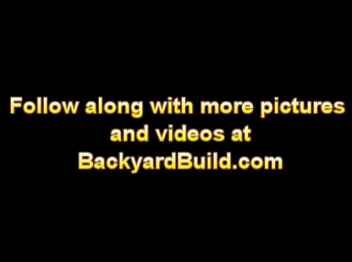 Follow along with more pictures
and videos at
BackyardBuild.com